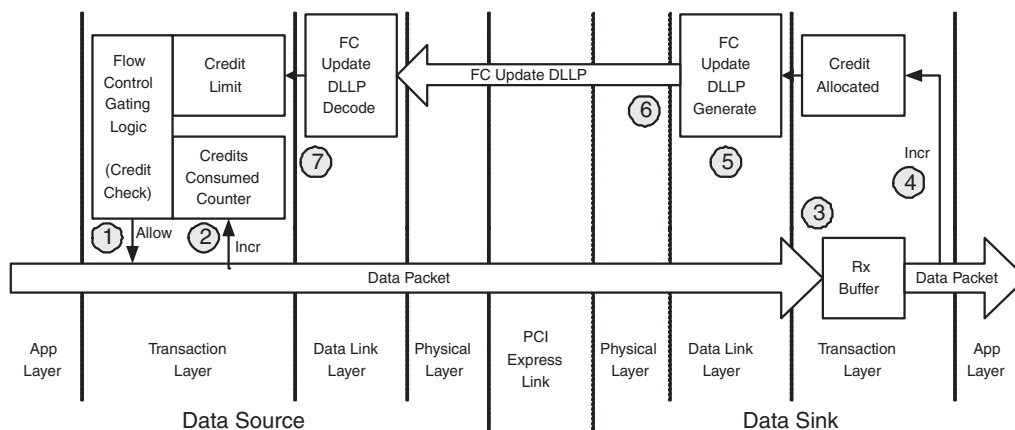 Flow
Control
Gating
Logic
(Credit
Check)
Credit
Limit
Credits
Consumed
Counter
FC
Update
DLLP
Decode
FC Update DLLP
FC
Update
DLLP
Generate
Credit
Allocated
1
Allow
2
Incr
7
6
5
3
4
Incr
Data Packet
Rx
Buffer
Data Packet
App
Layer
Transaction
Layer
Data Link
Layer
Physical
Layer
PCI
Express
Link
Physical
Layer
Data Link
Layer
Transaction
Layer
App
Layer
Data Source
Data Sink